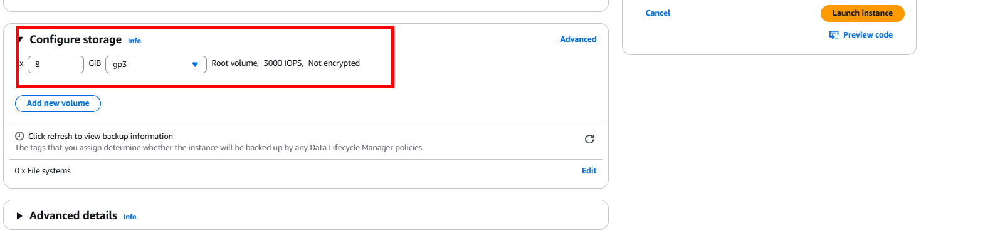 Cancel
Launch instance
Preview code
Configure storage Info
Advanced
x 8 GiB gp3 Root volume, 3000 IOPS, Not encrypted
Add new volume
Click refresh to view backup information
The tags that you assign determine whether the instance will be backed up by any Data Lifecycle Manager policies.
0 x File systems
Edit
Advanced details Info